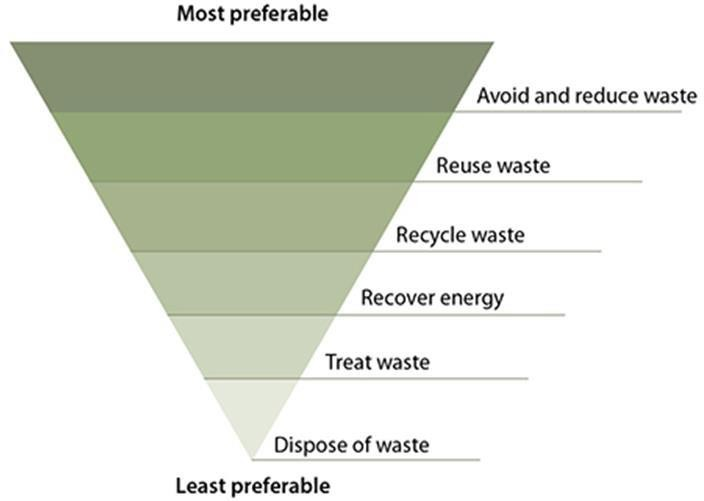 Most preferable
Avoid and reduce waste
Reuse waste
Recycle waste
Recover energy
Treat waste
Dispose of waste
Least preferable